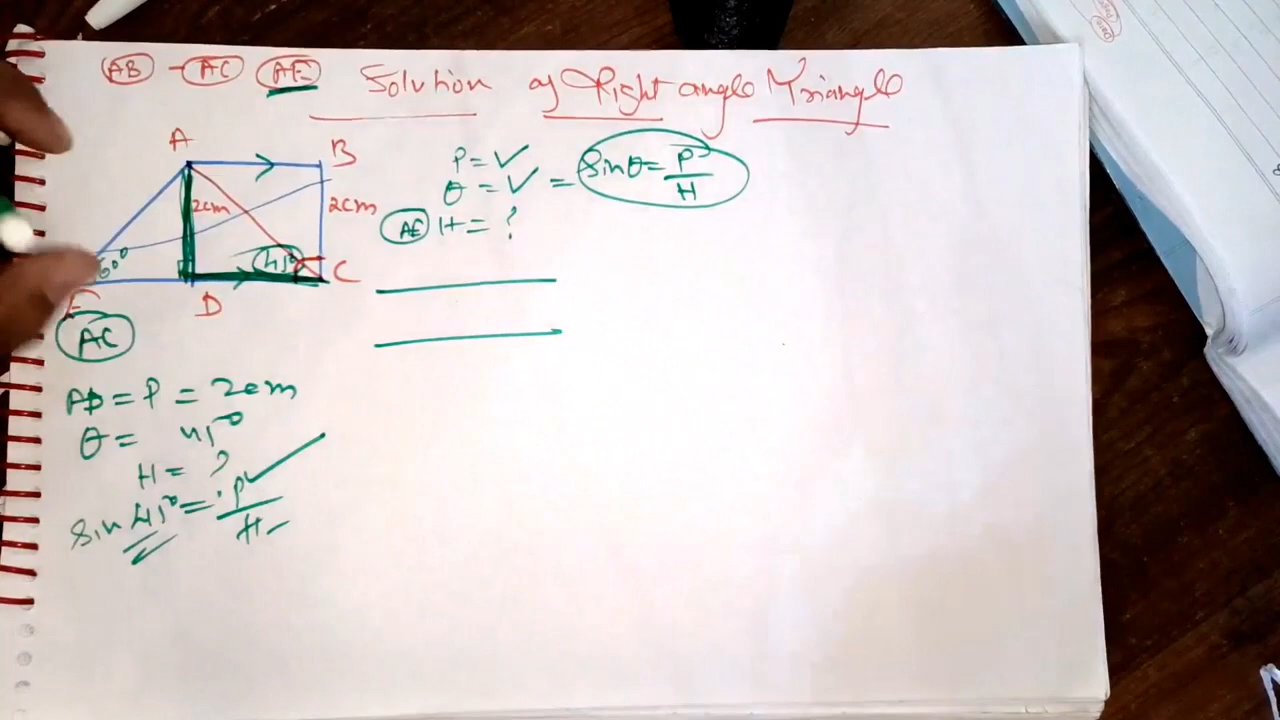 AB - AC AE Solution of Right angle Triangle
A B
P = ✓
θ = ✓ = Sinθ = P/H
AE H = ?
2cm 2cm
60° 45° C
E D
AC
AD = P = 2cm
θ = 45°
H = ?
Sin 45° = P/H